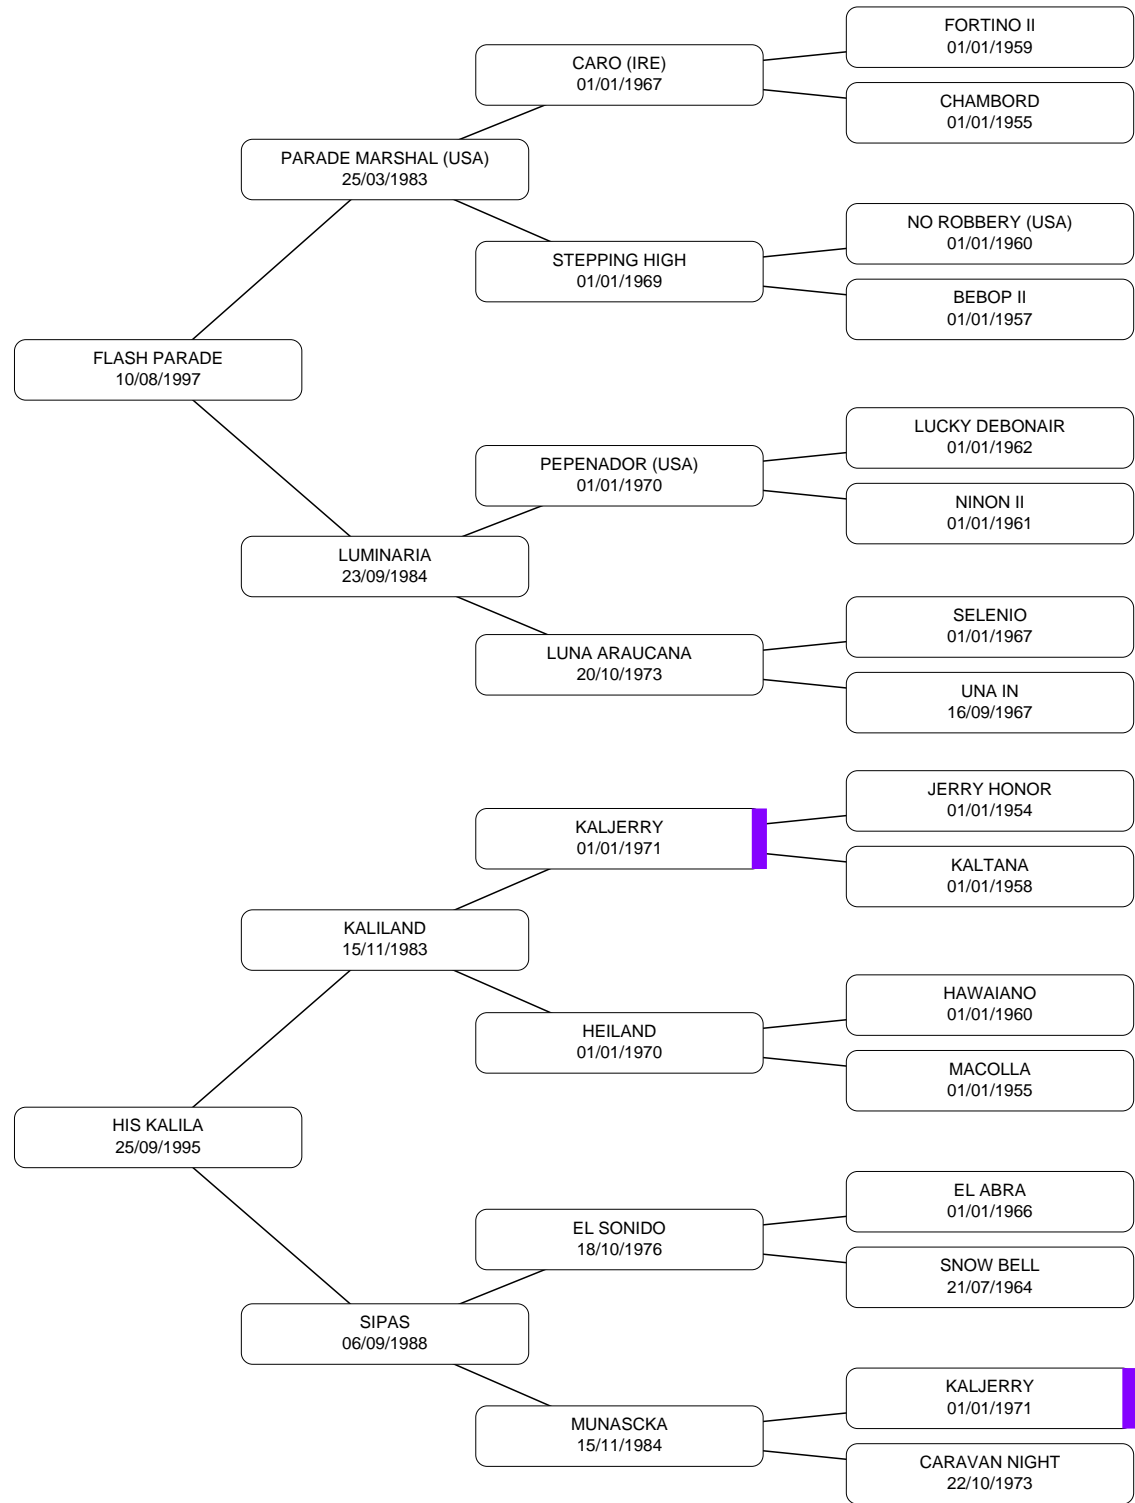 FORTINO II
01/01/1959
CARO (IRE)
01/01/1967
CHAMBORD
01/01/1955
PARADE MARSHAL (USA)
25/03/1983
NO ROBBERY (USA)
01/01/1960
STEPPING HIGH
01/01/1969
BEBOP II
01/01/1957
FLASH PARADE
10/08/1997
LUCKY DEBONAIR
01/01/1962
PEPENADOR (USA)
01/01/1970
NINON II
01/01/1961
LUMINARIA
23/09/1984
SELENIO
01/01/1967
LUNA ARAUCANA
20/10/1973
UNA IN
16/09/1967
JERRY HONOR
01/01/1954
KALJERRY
01/01/1971
KALTANA
01/01/1958
KALILAND
15/11/1983
HAWAIANO
01/01/1960
HEILAND
01/01/1970
MACOLLA
01/01/1955
HIS KALILA
25/09/1995
EL ABRA
01/01/1966
EL SONIDO
18/10/1976
SNOW BELL
21/07/1964
SIPAS
06/09/1988
KALJERRY
01/01/1971
MUNASCKA
15/11/1984
CARAVAN NIGHT
22/10/1973